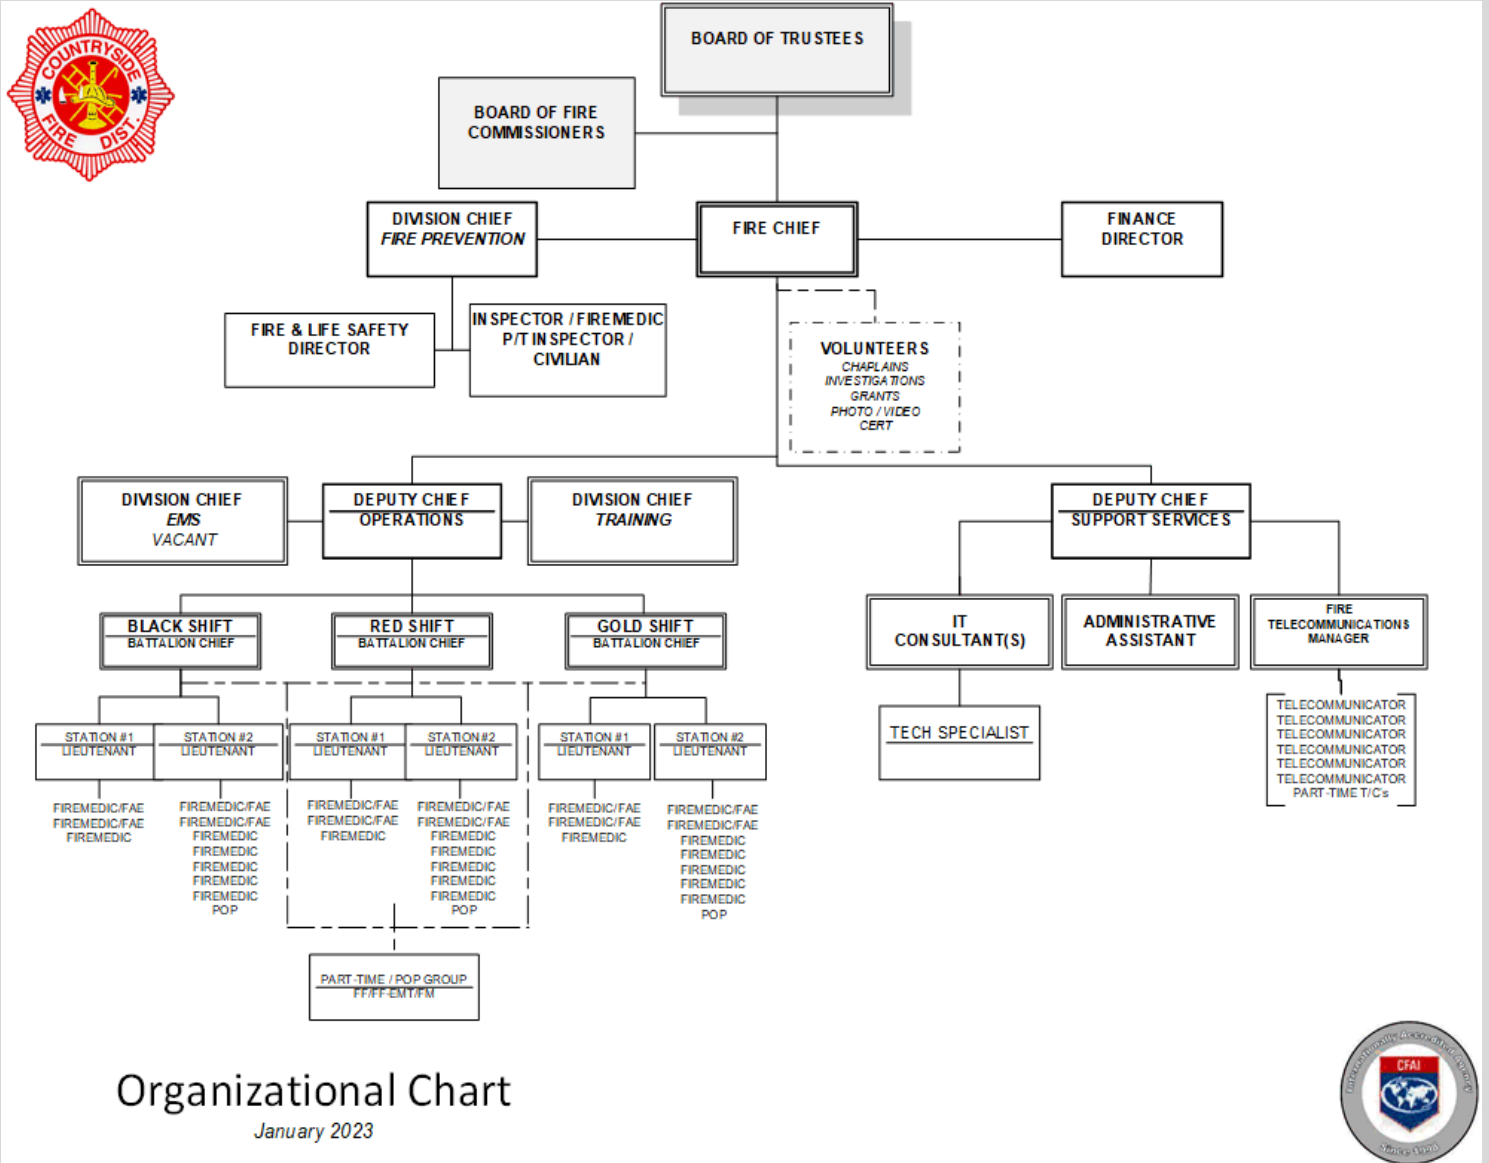 COUNTRYSIDE
FIRE DIST.
BOARD OF TRUSTEES
BOARD OF FIRE
COMMISSIONERS
DIVISION CHIEF
FIRE PREVENTION
FIRE CHIEF
FINANCE
DIRECTOR
FIRE & LIFE SAFETY
DIRECTOR
INSPECTOR / FIREMEDIC
P/T INSPECTOR /
CIVILIAN
VOLUNTEERS
CHAPLAINS
INVESTIGATIONS
GRANTS
PHOTO / VIDEO
CERT
DIVISION CHIEF
EMS
VACANT
DEPUTY CHIEF
OPERATIONS
DIVISION CHIEF
TRAINING
DEPUTY CHIEF
SUPPORT SERVICES
BLACK SHIFT
BATTALION CHIEF
RED SHIFT
BATTALION CHIEF
GOLD SHIFT
BATTALION CHIEF
IT
CONSULTANT(S)
ADMINISTRATIVE
ASSISTANT
FIRE
TELECOMMUNICATIONS
MANAGER
STATION #1
LIEUTENANT
STATION #2
LIEUTENANT
STATION #1
LIEUTENANT
STATION #2
LIEUTENANT
STATION #1
LIEUTENANT
STATION #2
LIEUTENANT
TECH SPECIALIST
TELECOMMUNICATOR
TELECOMMUNICATOR
TELECOMMUNICATOR
TELECOMMUNICATOR
TELECOMMUNICATOR
TELECOMMUNICATOR
PART-TIME T/C's
FIREMEDIC/FAE
FIREMEDIC/FAE
FIREMEDIC
FIREMEDIC/FAE
FIREMEDIC/FAE
FIREMEDIC
FIREMEDIC
FIREMEDIC
FIREMEDIC
FIREMEDIC
POP
FIREMEDIC/FAE
FIREMEDIC/FAE
FIREMEDIC
FIREMEDIC/FAE
FIREMEDIC/FAE
FIREMEDIC
FIREMEDIC
FIREMEDIC
FIREMEDIC
FIREMEDIC
POP
FIREMEDIC/FAE
FIREMEDIC/FAE
FIREMEDIC
FIREMEDIC/FAE
FIREMEDIC/FAE
FIREMEDIC
FIREMEDIC
FIREMEDIC
FIREMEDIC
FIREMEDIC
POP
PART-TIME / POP GROUP
FF/FF-EMT/FM
Organizational Chart
January 2023
Internationally Accredited Agency
CFAI
Since